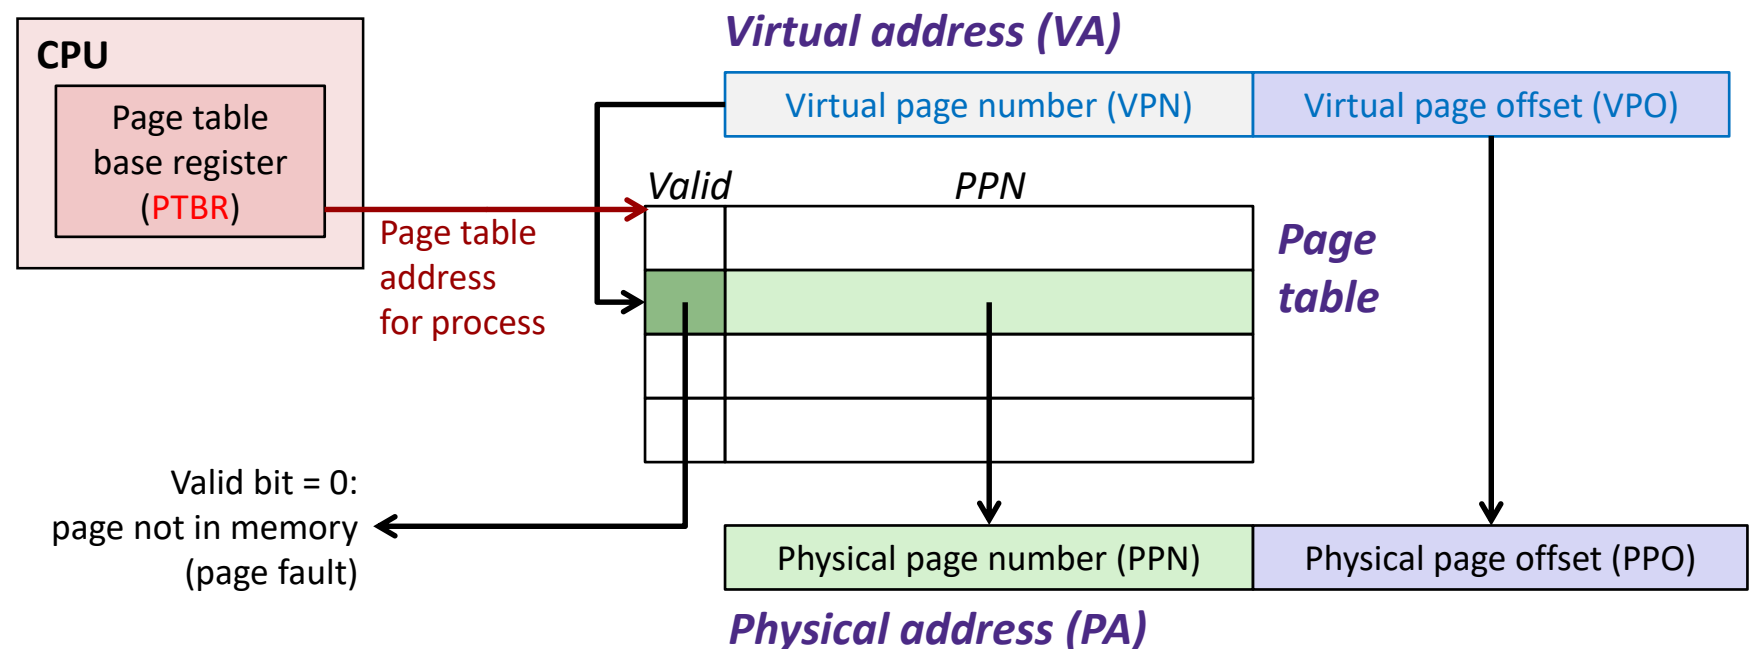 CPU
Page table
base register
(PTBR)
Virtual address (VA)
Virtual page number (VPN)
Virtual page offset (VPO)
Valid
PPN
Page table
address
for process
Page
table
Valid bit = 0:
page not in memory
(page fault)
Physical page number (PPN)
Physical page offset (PPO)
Physical address (PA)